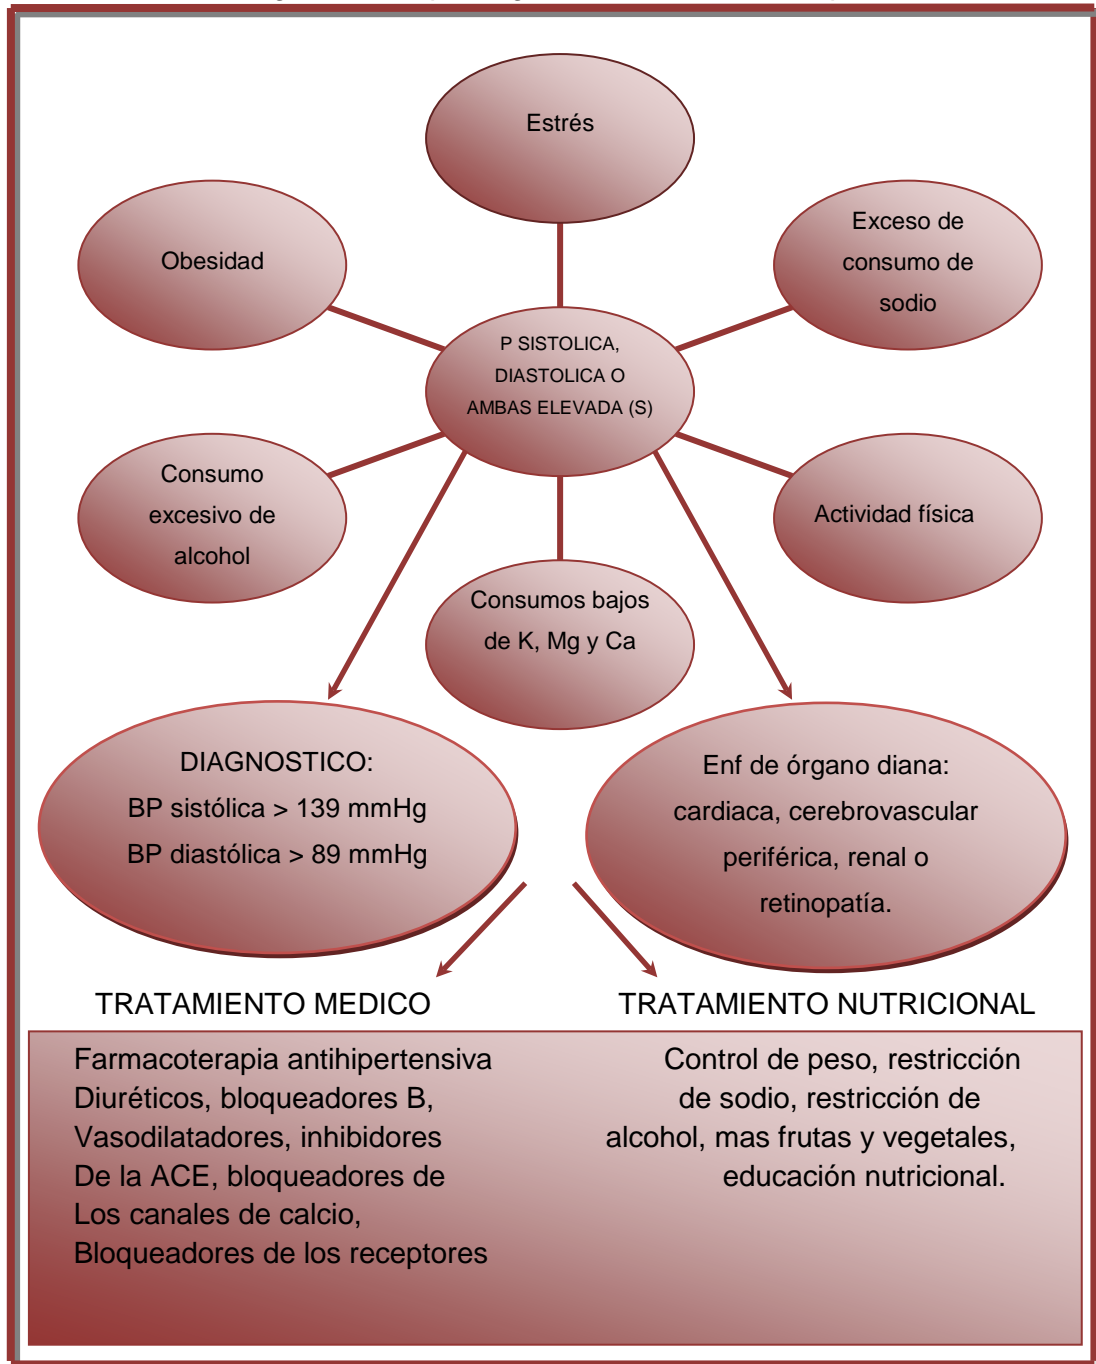 Estrés
Obesidad
Exceso de
consumo de
sodio
P SISTOLICA,
DIASTOLICA O
AMBAS ELEVADA (S)
Consumo
excesivo de
alcohol
Actividad física
Consumos bajos
de K, Mg y Ca
DIAGNOSTICO:
BP sistólica > 139 mmHg
BP diastólica > 89 mmHg
Enf de órgano diana:
cardiaca, cerebrovascular
periférica, renal o
retinopatía.
TRATAMIENTO MEDICO
Farmacoterapia antihipertensiva
Diuréticos, bloqueadores B,
Vasodilatadores, inhibidores
De la ACE, bloqueadores de
Los canales de calcio,
Bloqueadores de los receptores
TRATAMIENTO NUTRICIONAL
Control de peso, restricción
de sodio, restricción de
alcohol, mas frutas y vegetales,
educación nutricional.